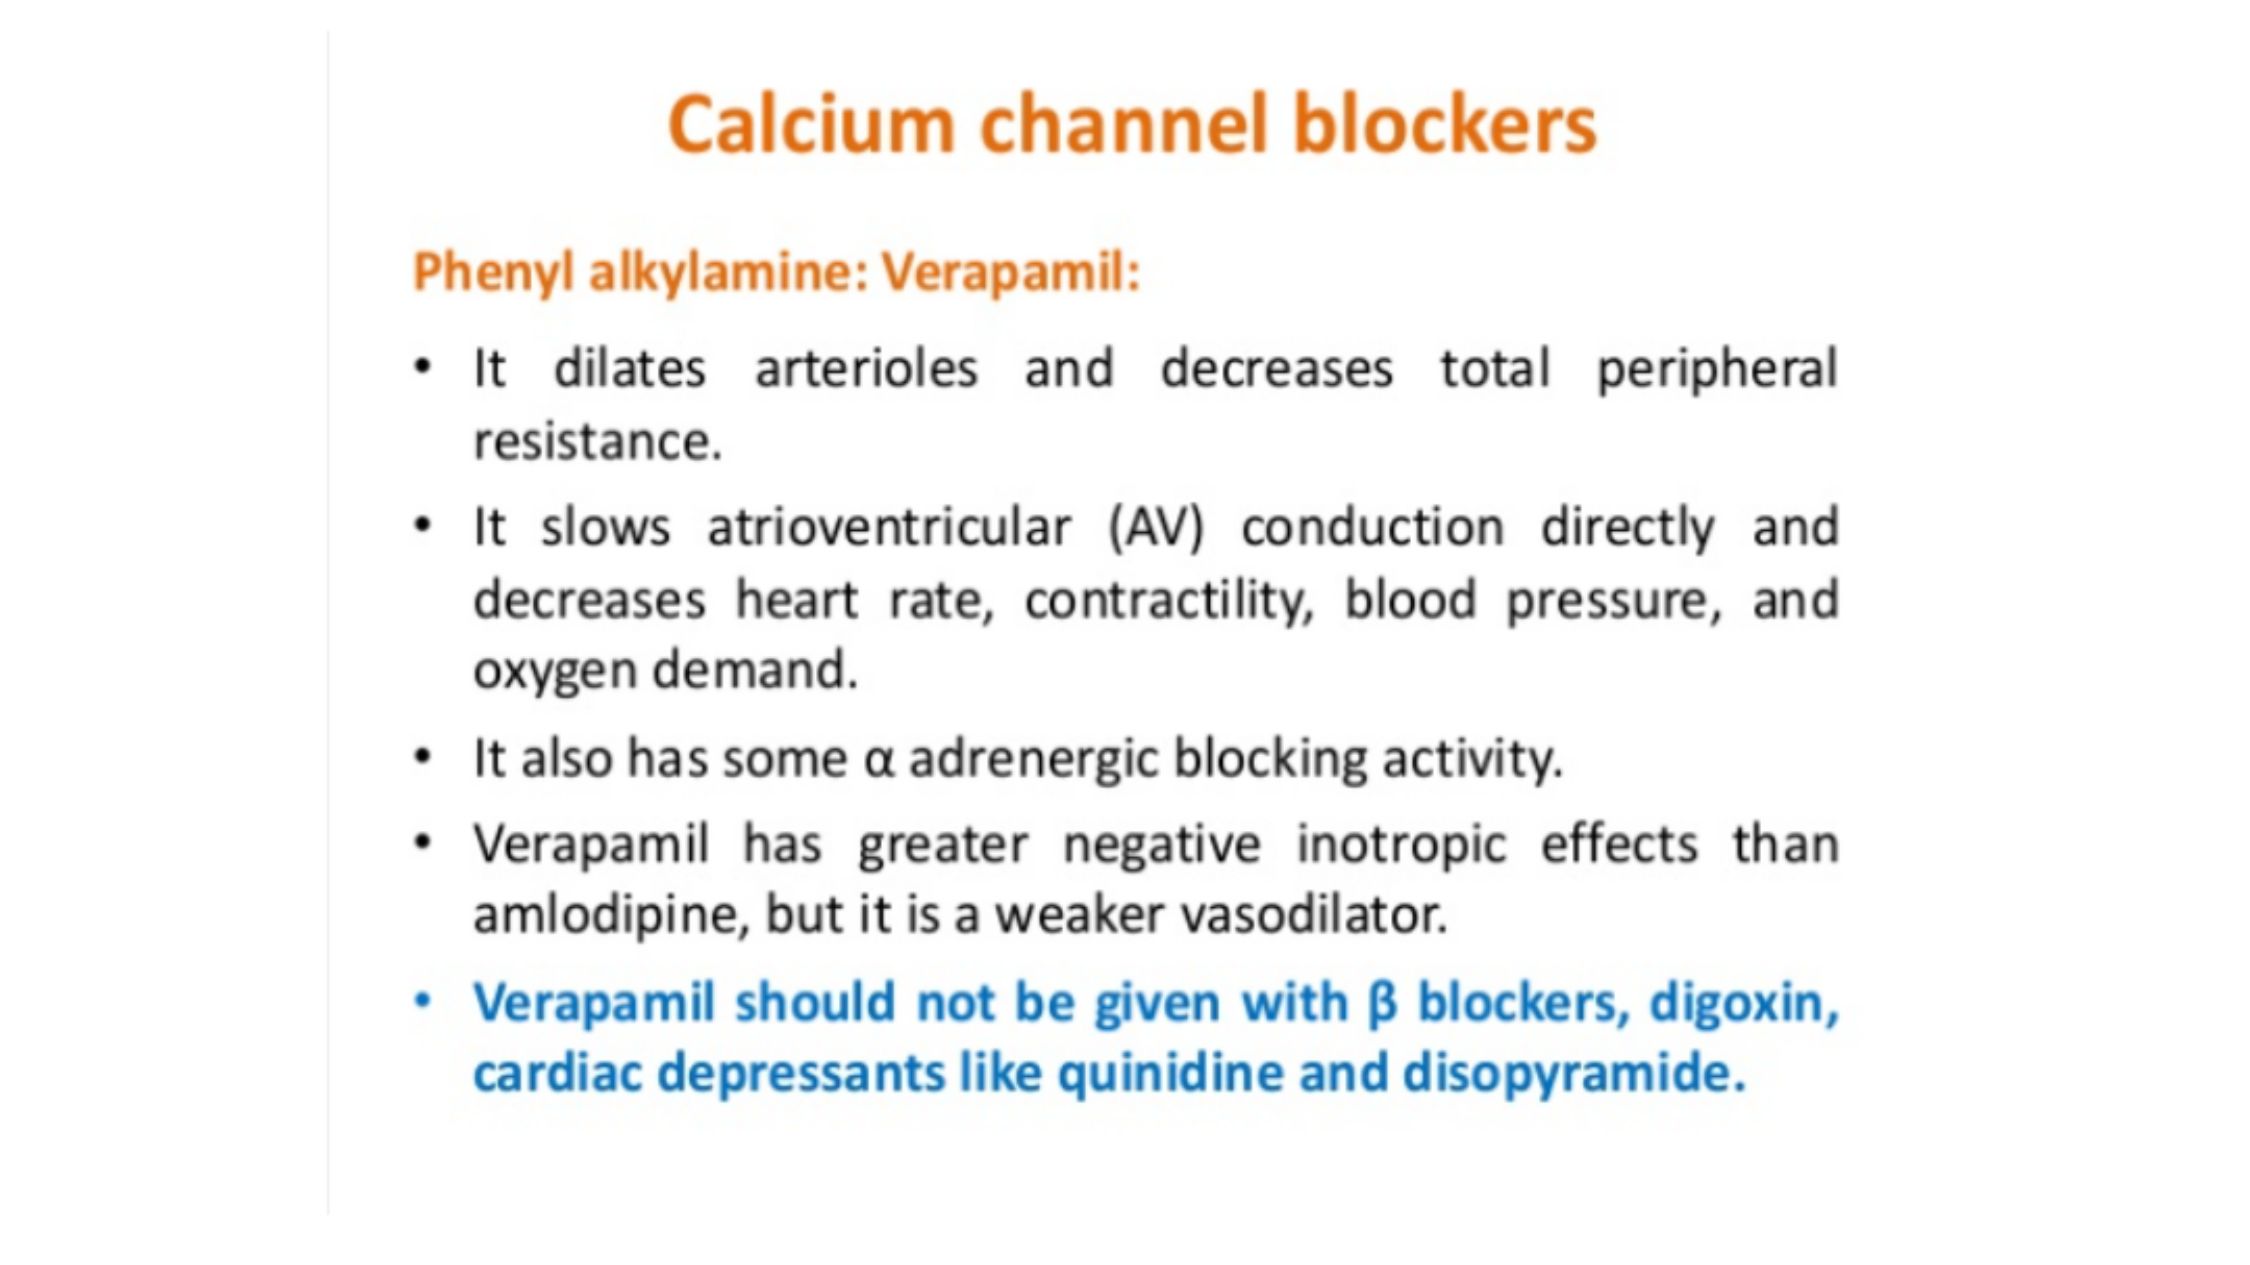 Calcium channel blockers
Phenyl alkylamine: Verapamil:
• It dilates arterioles and decreases total peripheral
resistance.
• It slows atrioventricular (AV) conduction directly and
decreases heart rate, contractility, blood pressure, and
oxygen demand.
• It also has some α adrenergic blocking activity.
• Verapamil has greater negative inotropic effects than
amlodipine, but it is a weaker vasodilator.
• Verapamil should not be given with β blockers, digoxin,
cardiac depressants like quinidine and disopyramide.